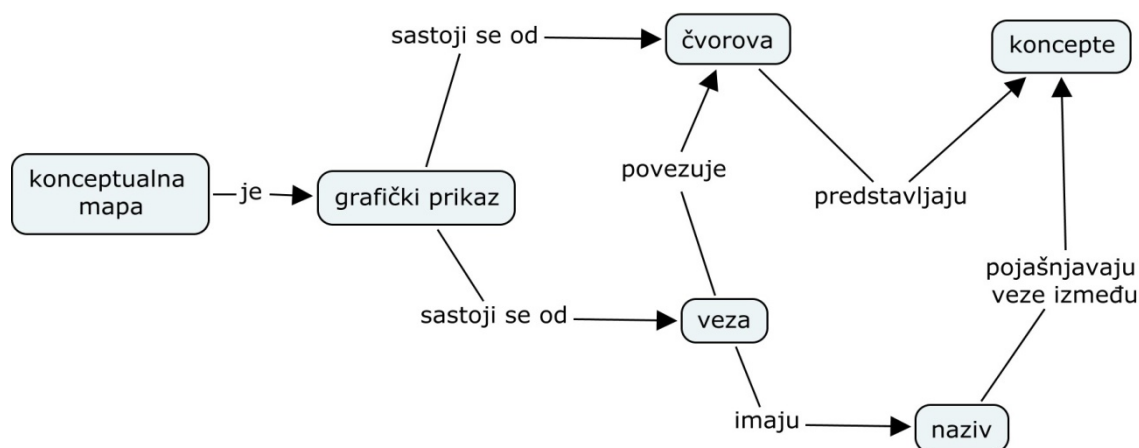 sastoji se od
čvorova
koncepte
povezuje
predstavljaju
konceptualna
mapa
je
grafički prikaz
pojašnjavaju
veze između
sastoji se od
veza
imaju
naziv